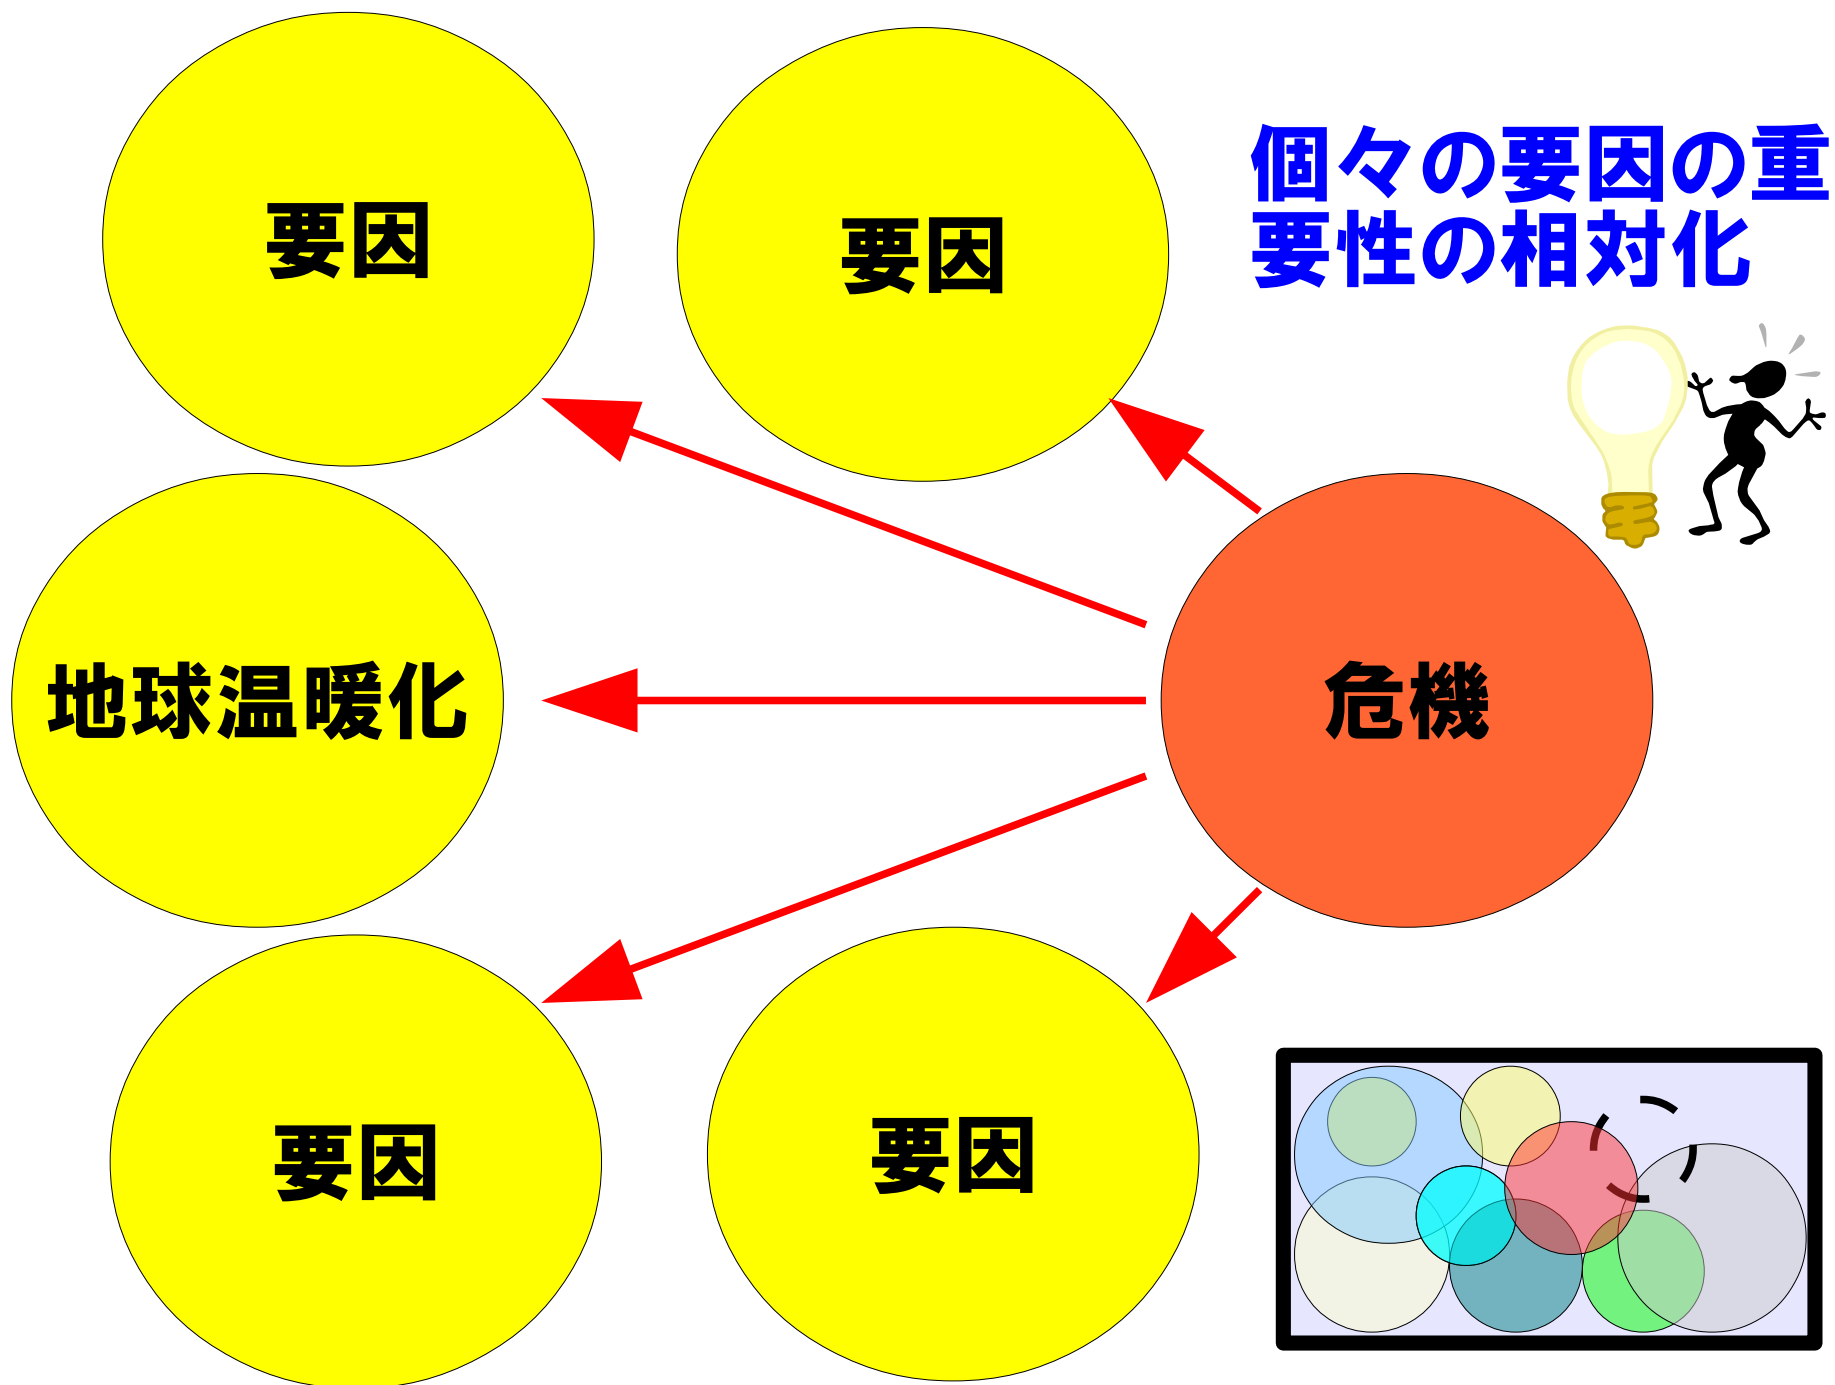 要因
要因
個々の要因の重
要性の相対化
地球温暖化
危機
要因
要因